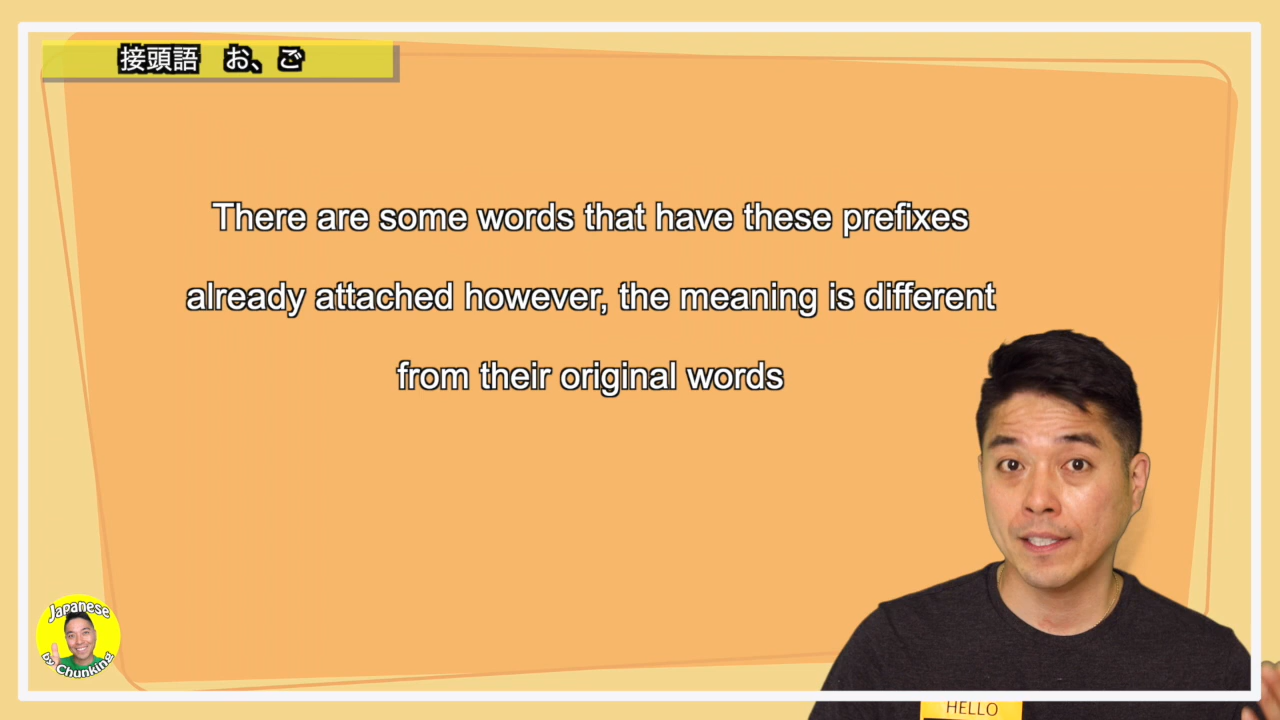 接頭語　お、ご
There are some words that have these prefixes
already attached however, the meaning is different
from their original words
Japanese
by Chunking
HELLO